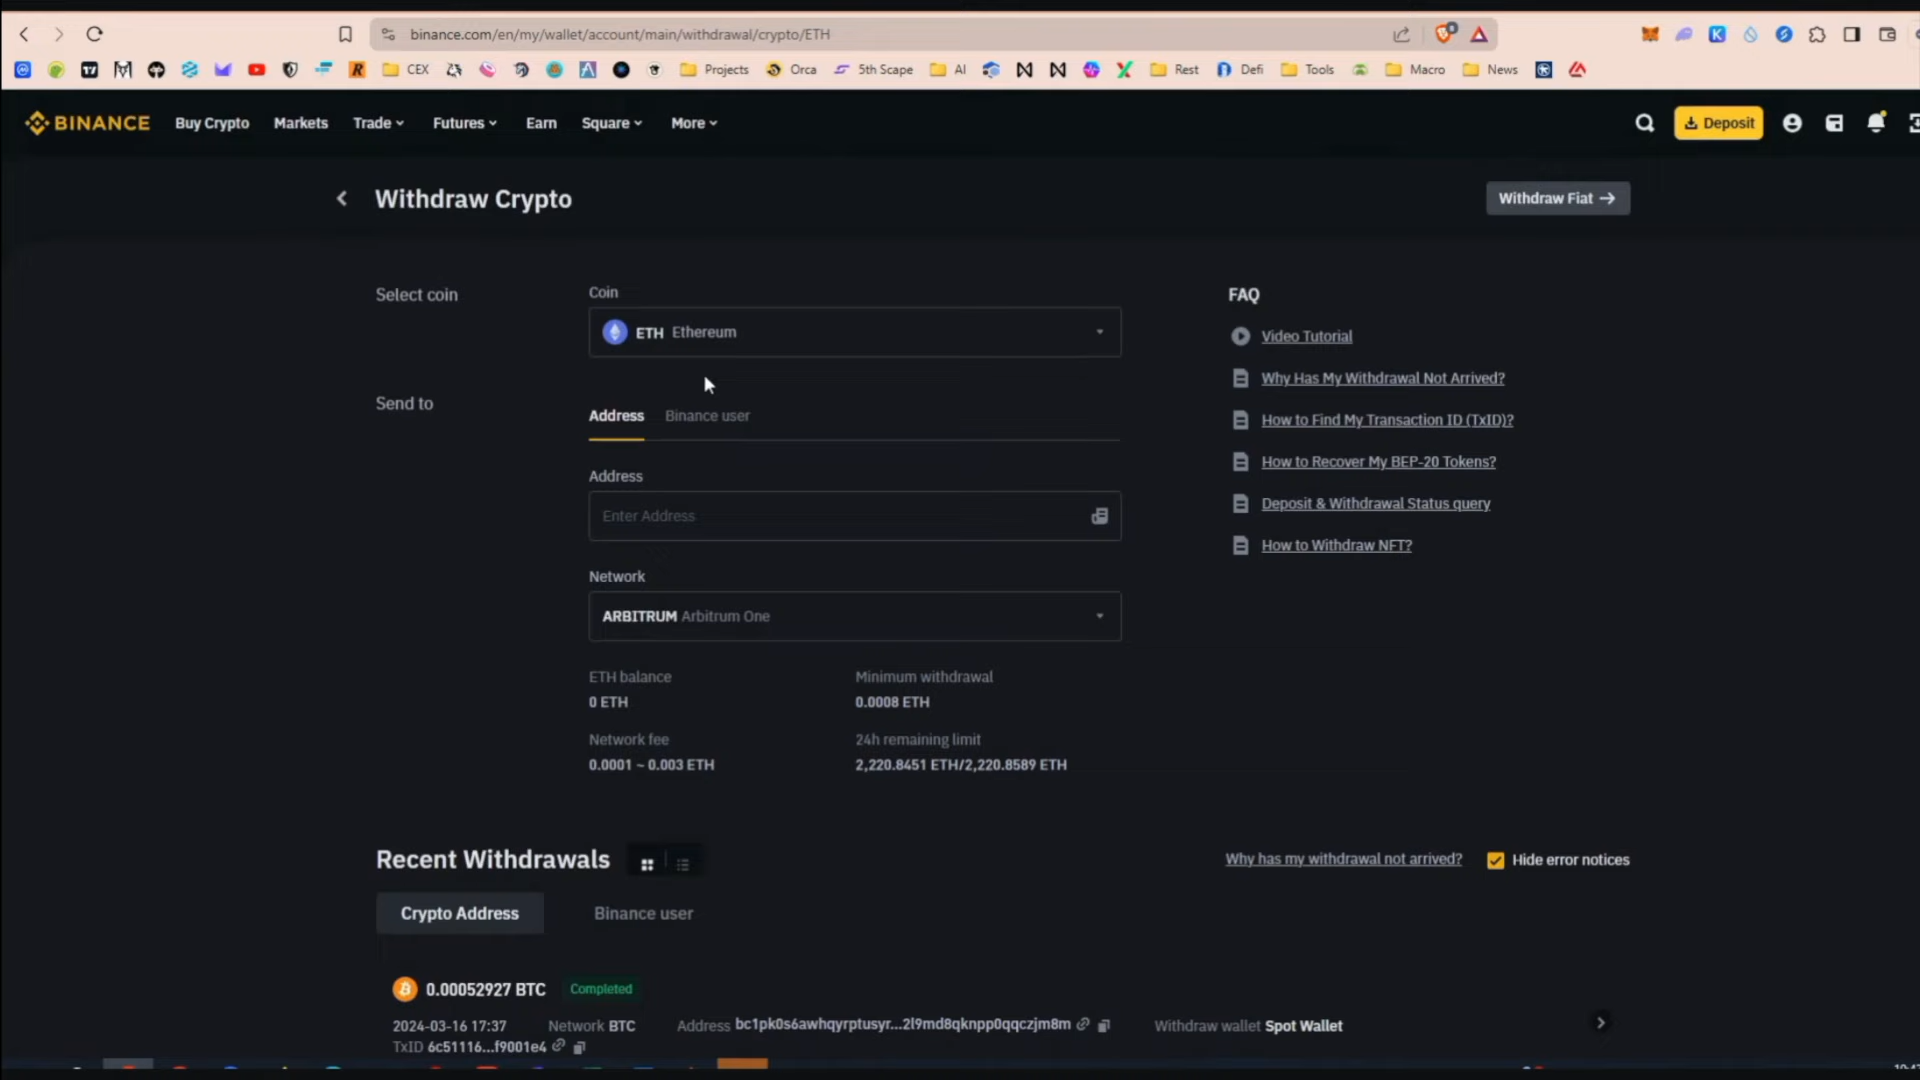 binance.com/en/my/wallet/account/main/withdrawal/crypto/ETH
CEX Projects Orca 5th Scape AI Rest Defi Tools Macro News
BINANCE Buy Crypto Markets Trade Futures Earn Square More Deposit
Withdraw Crypto
Withdraw Fiat
Select coin
Coin
ETH Ethereum
Send to
Address Binance user
Address
Enter Address
Network
ARBITRUM Arbitrum One
ETH balance
0 ETH
Minimum withdrawal
0.0008 ETH
Network fee
0.0001 ~ 0.003 ETH
24h remaining limit
2,220.8451 ETH/2,220.8589 ETH
FAQ
Video Tutorial
Why Has My Withdrawal Not Arrived?
How to Find My Transaction ID (TxID)?
How to Recover My BEP-20 Tokens?
Deposit & Withdrawal Status query
How to Withdraw NFT?
Recent Withdrawals
Why has my withdrawal not arrived? Hide error notices
Crypto Address Binance user
0.00052927 BTC Completed
2024-03-16 17:37 Network BTC Address bc1pk0s6awhqyrptusyr...2l9md8qknpp0qqczjm8m Withdraw wallet Spot Wallet
TxID 6c51116...f9001e4